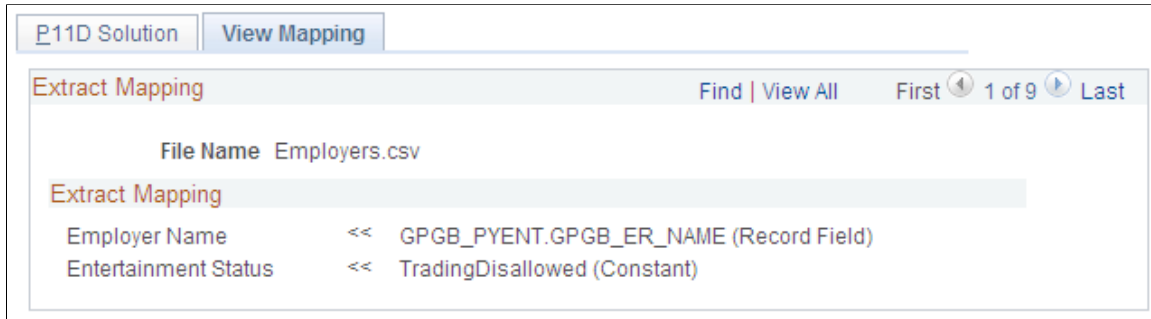 P11D Solution View Mapping
Extract Mapping Find | View All First 1 of 9 Last
File Name Employers.csv
Extract Mapping
Employer Name << GPGB_PYENT.GPGB_ER_NAME (Record Field)
Entertainment Status << TradingDisallowed (Constant)